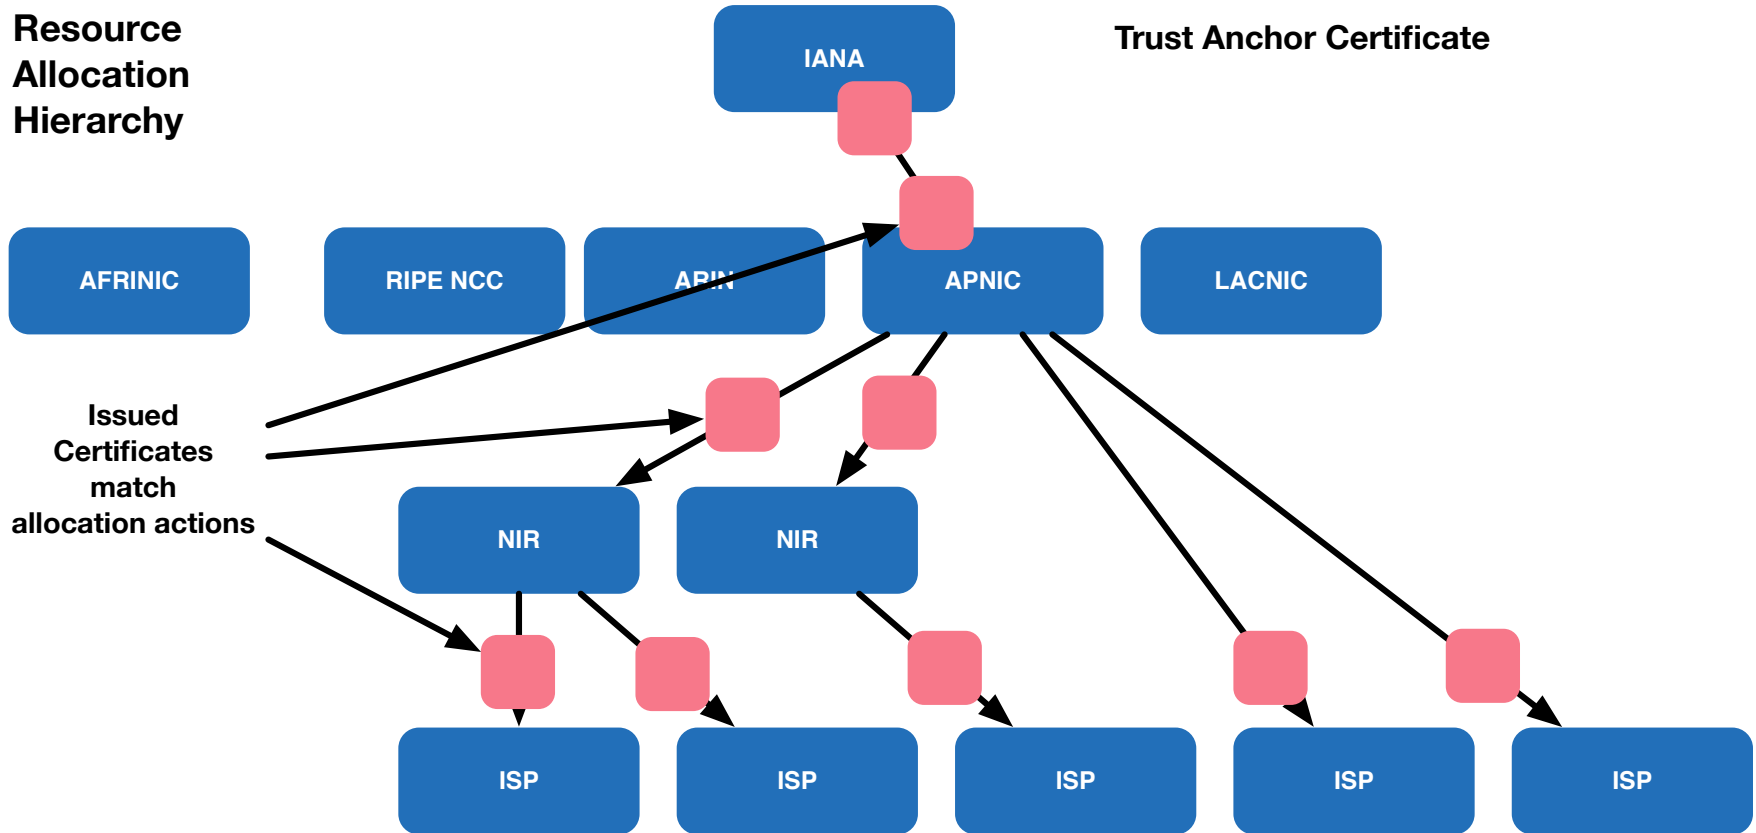 Resource
Allocation
Hierarchy
IANA
Trust Anchor Certificate
AFRINIC
RIPE NCC
ARIN
APNIC
LACNIC
Issued
Certificates
match
allocation actions
NIR
NIR
ISP
ISP
ISP
ISP
ISP